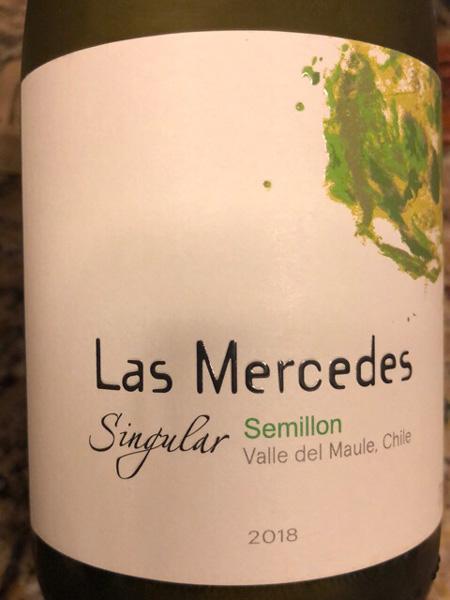 Las Mercedes
Singular
Semillon
Valle del Maule, Chile
2018